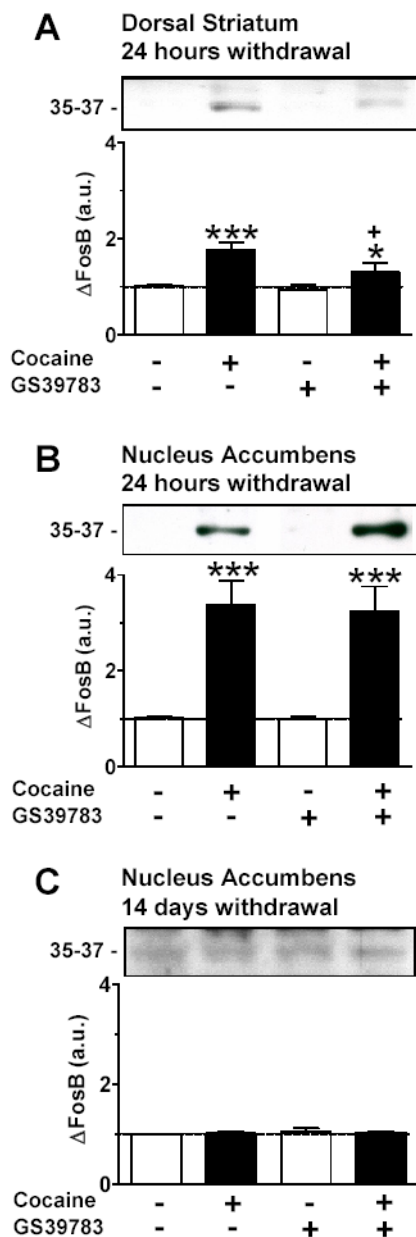 A Dorsal Striatum
24 hours withdrawal
35-37 -
4
+
*** *
2
0
ΔFosB (a.u.)
Cocaine - + - +
GS39783 - - + +
B Nucleus Accumbens
24 hours withdrawal
35-37 -
*** ***
4
2
0
ΔFosB (a.u.)
Cocaine - + - +
GS39783 - - + +
C Nucleus Accumbens
14 days withdrawal
35-37 -
4
2
0
ΔFosB (a.u.)
Cocaine - + - +
GS39783 - - + +